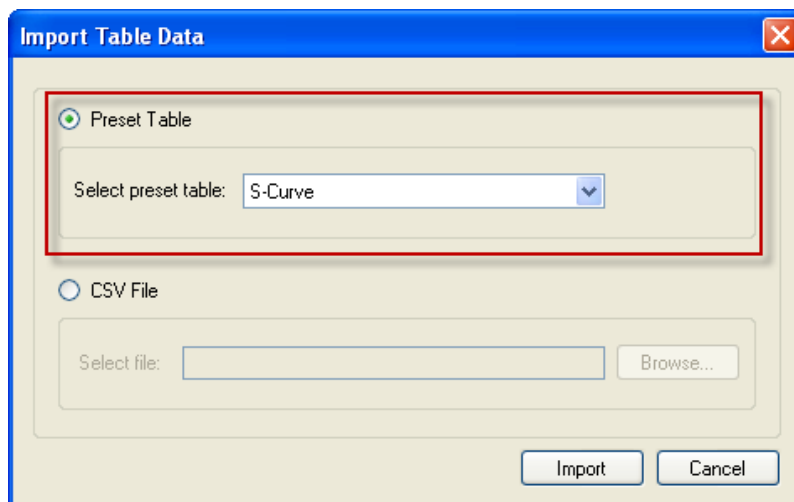 Import Table Data
Preset Table
Select preset table: S-Curve
CSV File
Select file: Browse...
Import Cancel